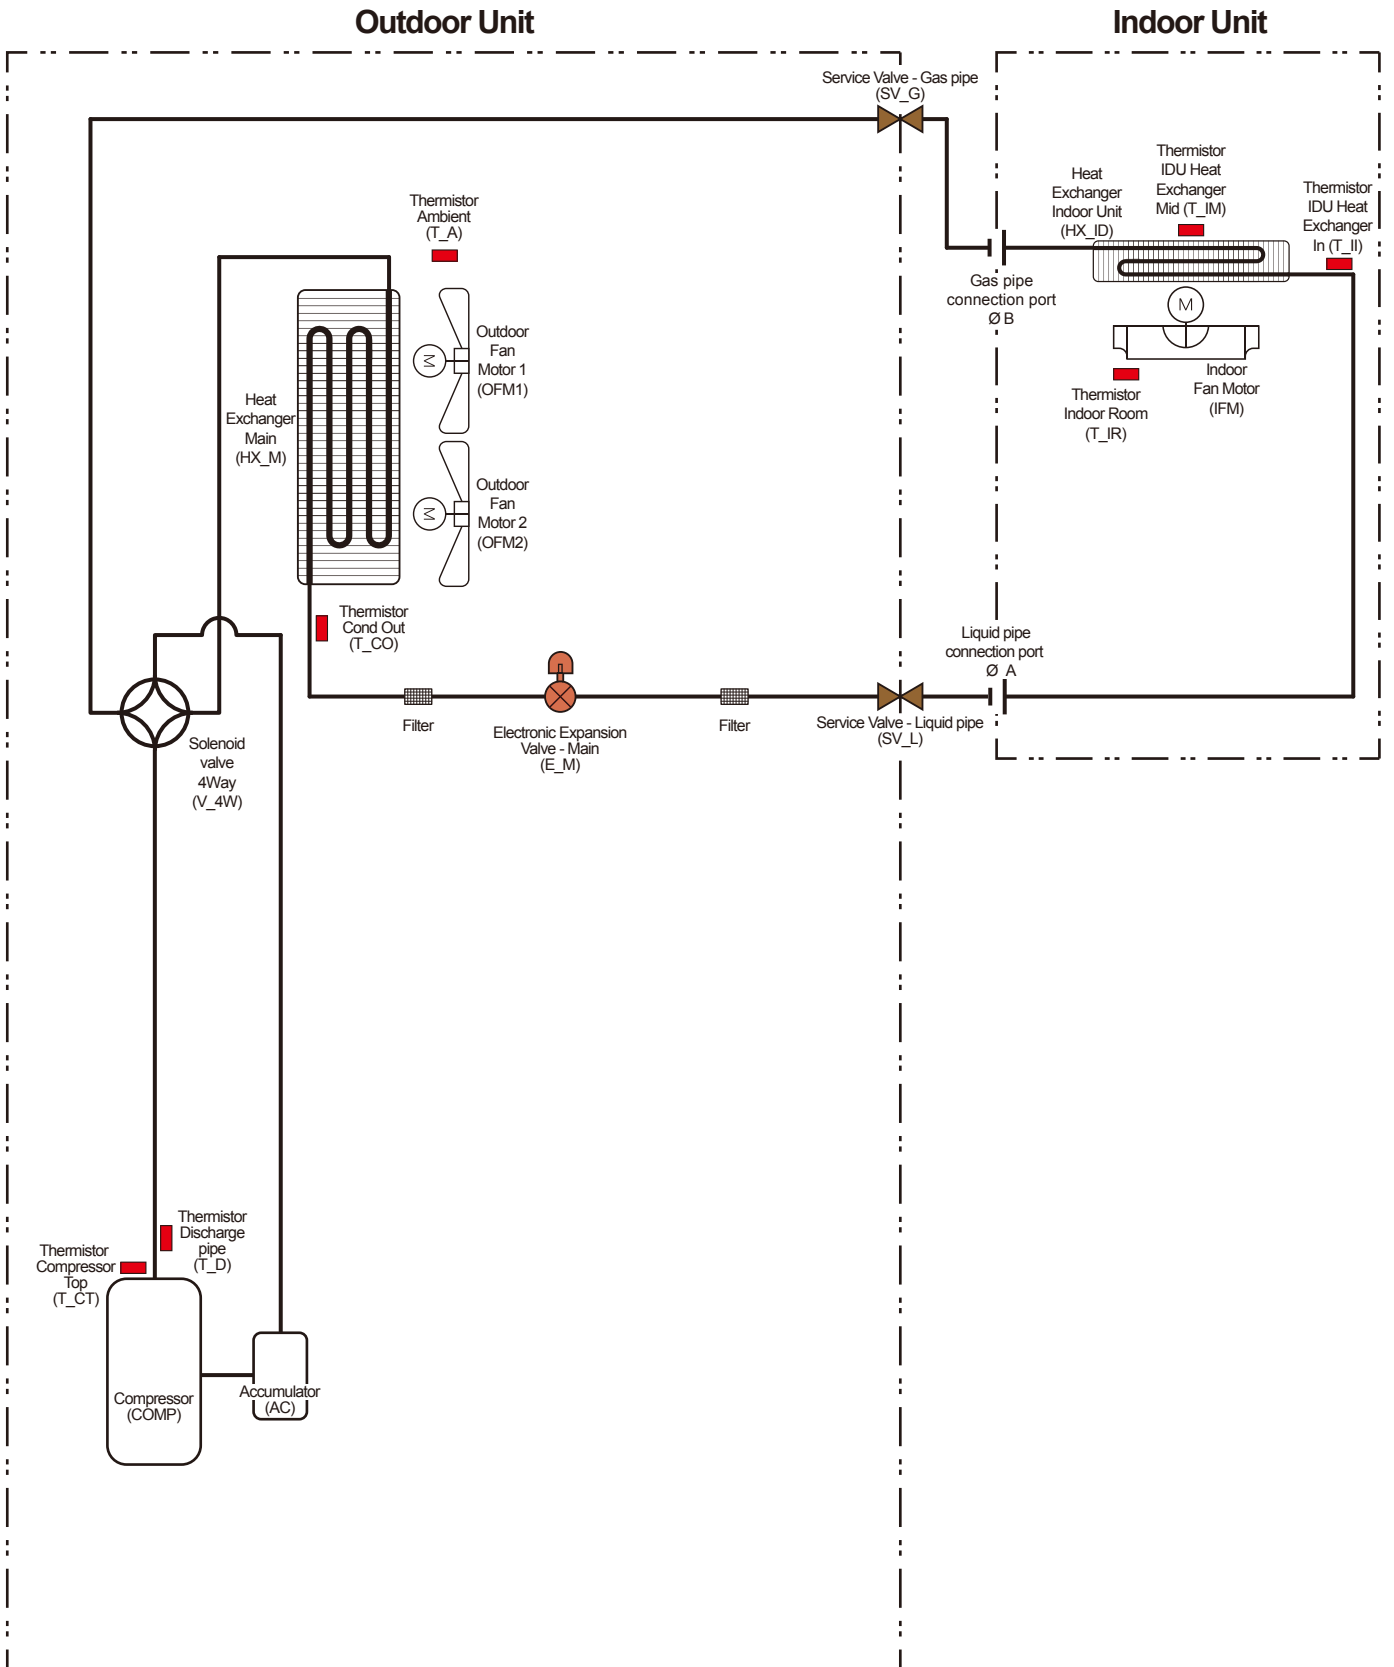 Outdoor Unit
Indoor Unit
Service Valve - Gas pipe
(SV_G)
Thermistor
Ambient
(T_A)
Heat
Exchanger
Indoor Unit
(HX_ID)
Thermistor
IDU Heat
Exchanger
Mid (T_IM)
Thermistor
IDU Heat
Exchanger
In (T_II)
Gas pipe
connection port
Ø B
M
Outdoor
Fan
Motor 1
(OFM1)
M
Indoor
Fan Motor
(IFM)
Thermistor
Indoor Room
(T_IR)
Heat
Exchanger
Main
(HX_M)
M
Outdoor
Fan
Motor 2
(OFM2)
Thermistor
Cond Out
(T_CO)
Liquid pipe
connection port
Ø A
Filter
Electronic Expansion
Valve - Main
(E_M)
Filter
Service Valve - Liquid pipe
(SV_L)
Solenoid
valve
4Way
(V_4W)
Thermistor
Discharge
pipe
(T_D)
Thermistor
Compressor
Top
(T_CT)
Compressor
(COMP)
Accumulator
(AC)